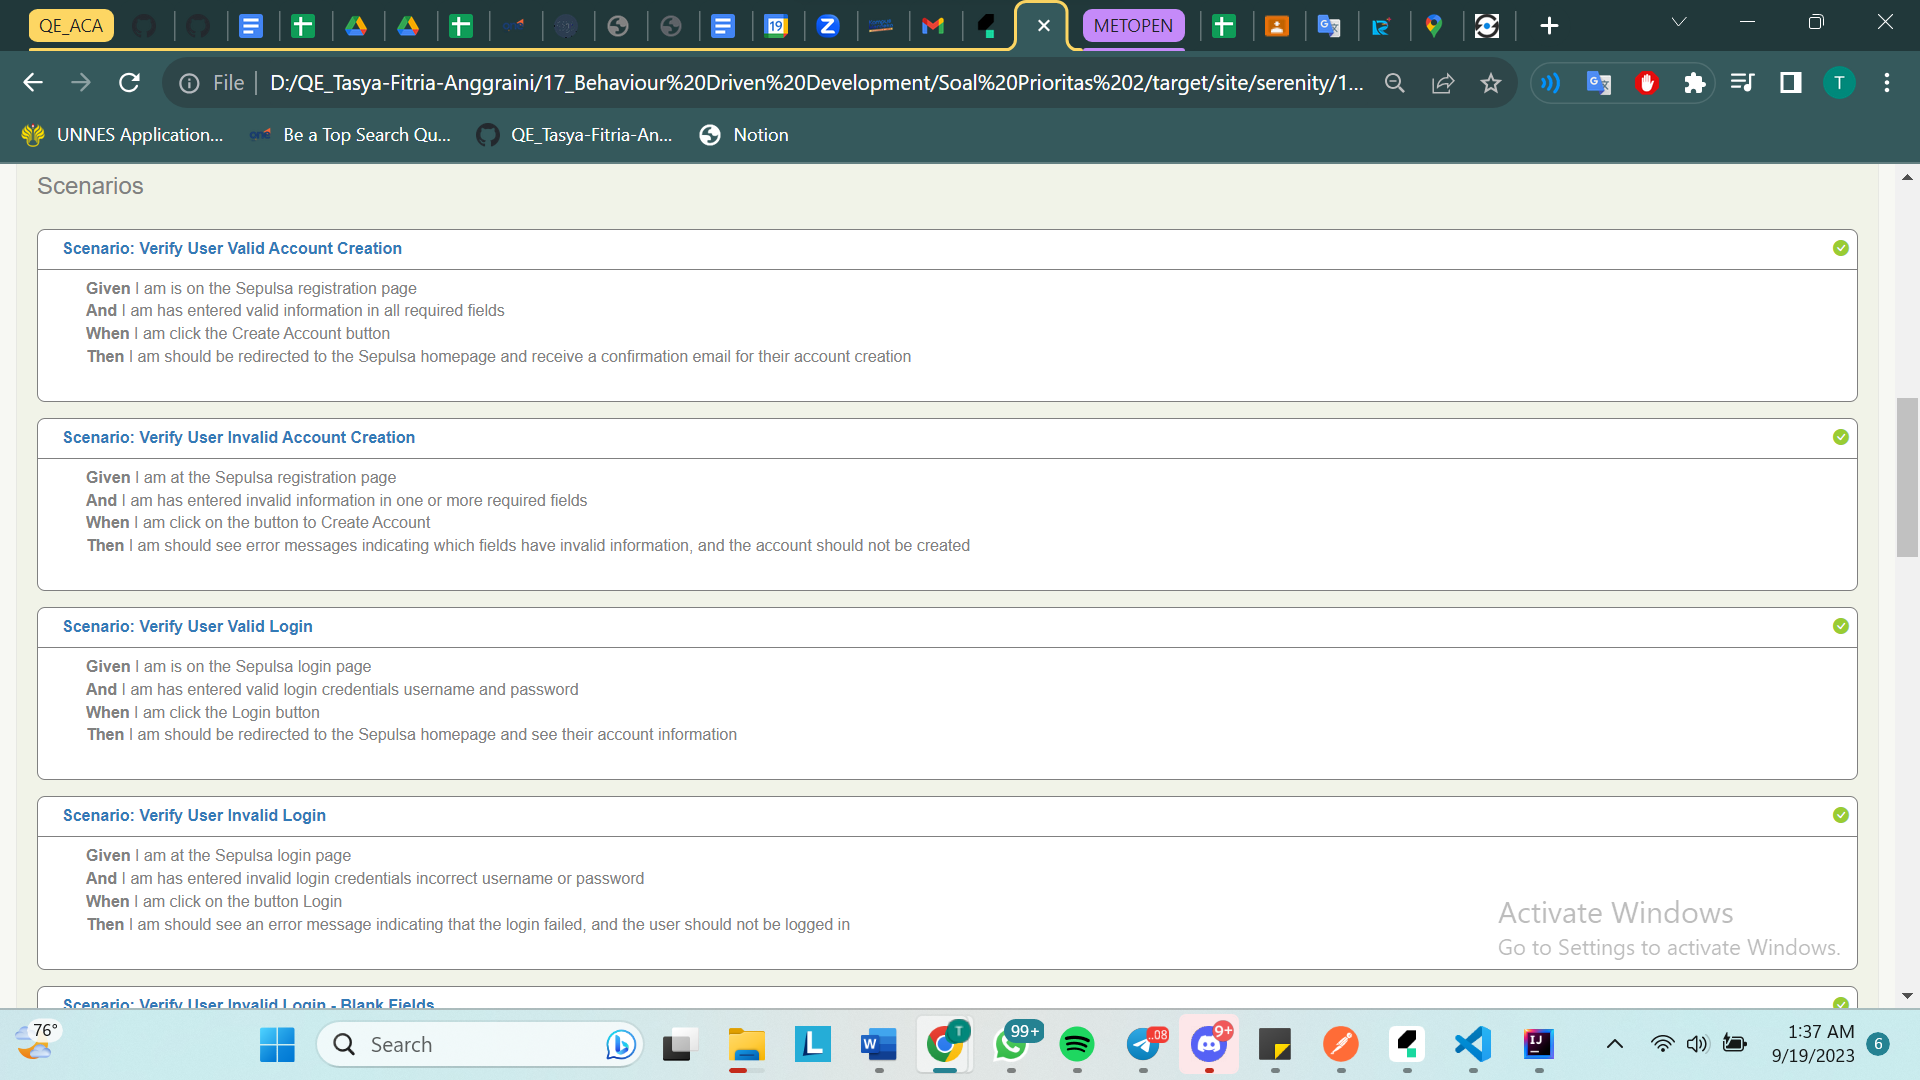 QE_ACA
19
METOPEN
File
D:/QE_Tasya-Fitria-Anggraini/17_Behaviour%20Driven%20Development/Soal%20Prioritas%202/target/site/serenity/1...
T
UNNES Application...
Be a Top Search Qu...
QE_Tasya-Fitria-An...
Notion
Scenarios
Scenario: Verify User Valid Account Creation
Given I am is on the Sepulsa registration page
And I am has entered valid information in all required fields
When I am click the Create Account button
Then I am should be redirected to the Sepulsa homepage and receive a confirmation email for their account creation
Scenario: Verify User Invalid Account Creation
Given I am at the Sepulsa registration page
And I am has entered invalid information in one or more required fields
When I am click on the button to Create Account
Then I am should see error messages indicating which fields have invalid information, and the account should not be created
Scenario: Verify User Valid Login
Given I am is on the Sepulsa login page
And I am has entered valid login credentials username and password
When I am click the Login button
Then I am should be redirected to the Sepulsa homepage and see their account information
Scenario: Verify User Invalid Login
Given I am at the Sepulsa login page
And I am has entered invalid login credentials incorrect username or password
When I am click on the button Login
Then I am should see an error message indicating that the login failed, and the user should not be logged in
Activate Windows
Go to Settings to activate Windows.
Scenario: Verify User Invalid Login - Blank Fields
76°
Search
L
W
T
99+
..08
9+
IJ
1:37 AM
9/19/2023
6